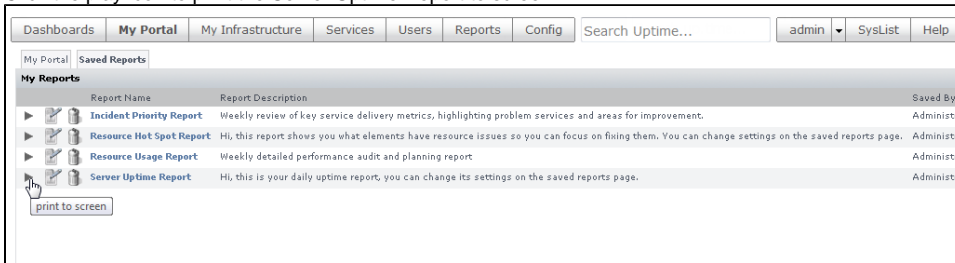 Dashboards My Portal My Infrastructure Services Users Reports Config Search Uptime... admin SysList Help
My Portal Saved Reports
My Reports
Report Name Report Description Saved By
Incident Priority Report Weekly review of key service delivery metrics, highlighting problem services and areas for improvement. Administ
Resource Hot Spot Report Hi, this report shows you what elements have resource issues so you can focus on fixing them. You can change settings on the saved reports page. Administ
Resource Usage Report Weekly detailed performance audit and planning report Administ
Server Uptime Report Hi, this is your daily uptime report, you can change its settings on the saved reports page. Administ
print to screen